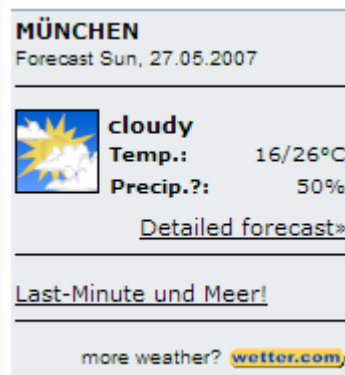 MÜNCHEN
Forecast Sun, 27.05.2007
cloudy
Temp.: 16/26°C
Precip.?: 50%
Detailed forecast»
Last-Minute und Meer!
more weather? wetter.com